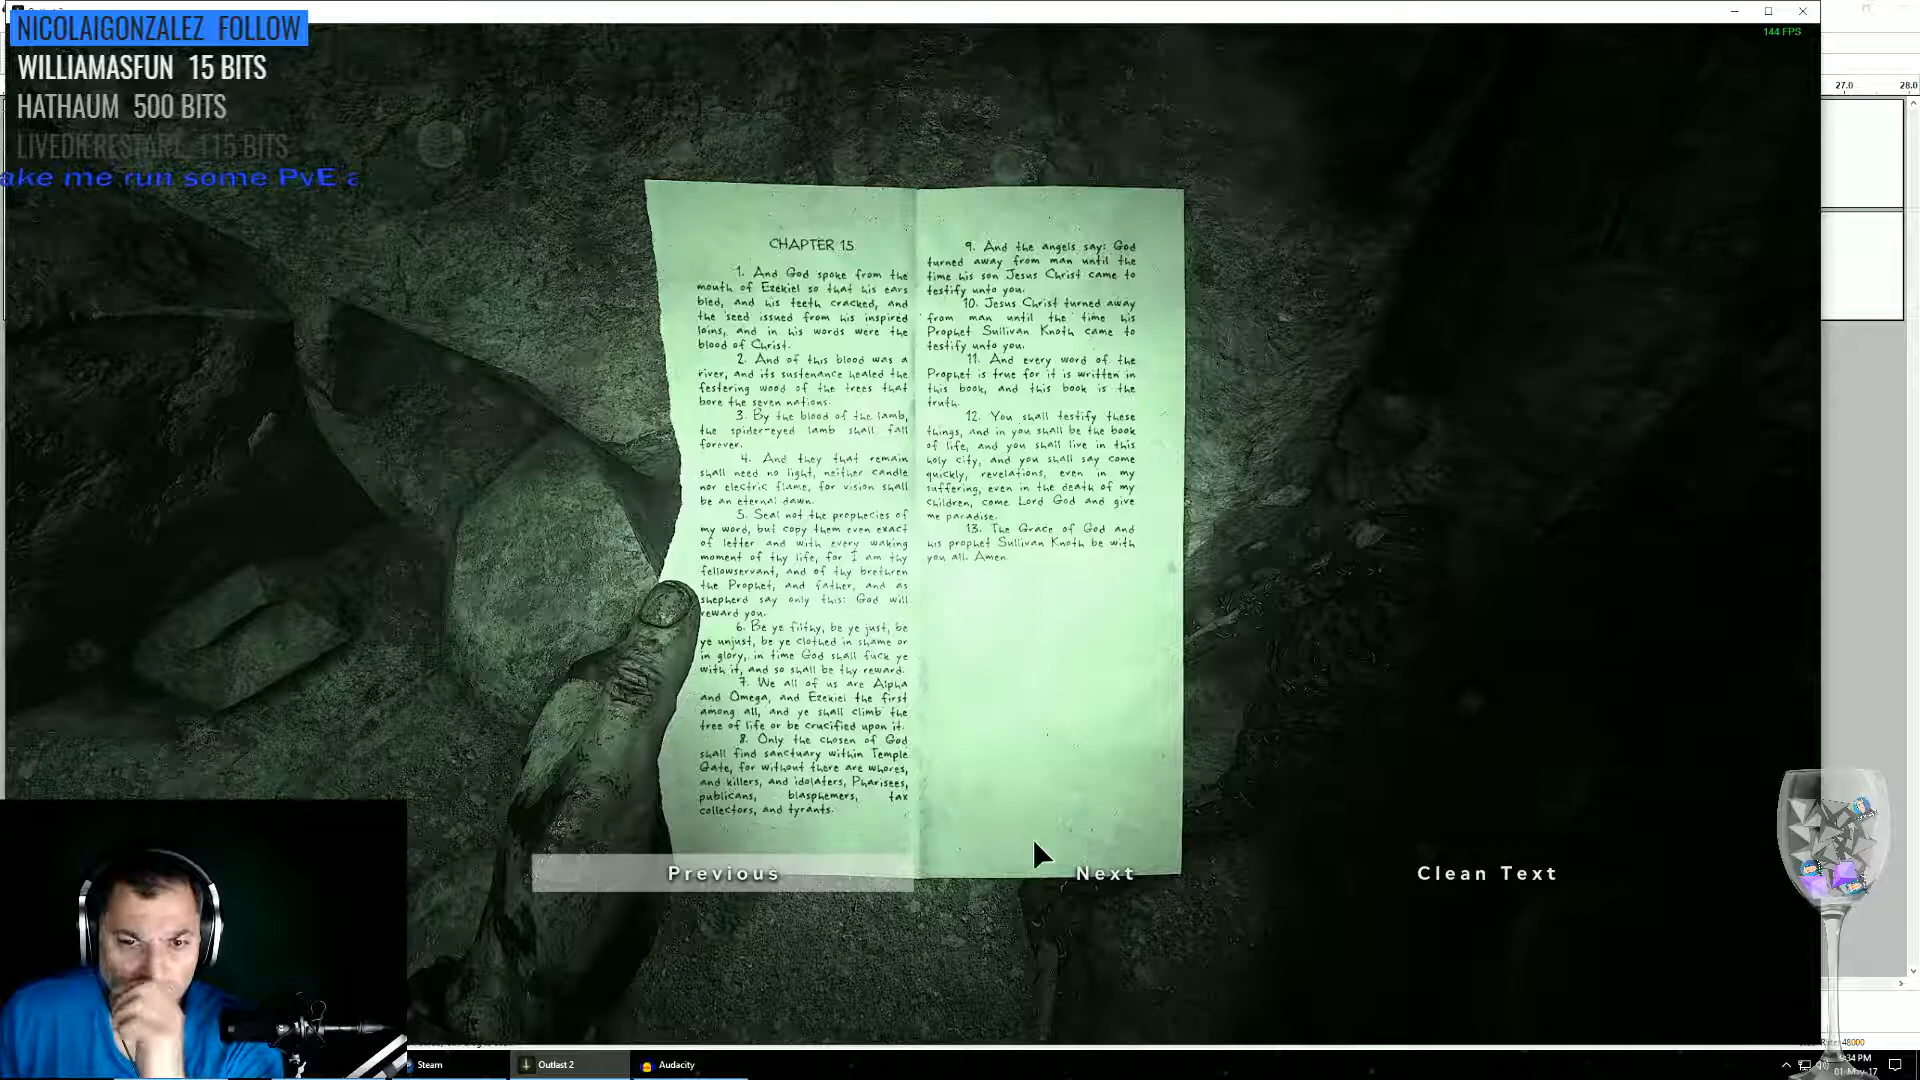 NICOLAIGONZALEZ FOLLOW
WILLIAMASFUN 15 BITS
HATHAUM 500 BITS
LIVEDIERESTART 115 BITS
ake me run some PvE a
144 FPS
27.0 28.0
CHAPTER 15
1. And God spoke from the
mouth of Ezekiel so that his ears
bled, and his teeth cracked, and
the seed issued from his inspired
loins, and in his words were the
blood of Christ.
2. And of this blood was a
river, and its sustenance healed the
festering wood of the trees that
bore the seven nations.
3. By the blood of the lamb,
the spider-eyed lamb shall fall
forever.
4. And they that remain
shall need no light, neither candle
nor electric flame, for vision shall
be an eternal dawn.
5. Seal not the prophecies of
my word, but copy them even exact
of letter and with every waking
moment of thy life, for I am thy
fellowservant, and of thy brethren
the Prophet, and father, and as
shepherd say only this: God will
reward you.
6. Be ye filthy, be ye just, be
ye unjust, be ye clothed in shame or
in glory, in time God shall fuck ye
with it, and so shall be thy reward.
7. We all of us are Alpha
and Omega, and Ezekiel the first
among all, and ye shall climb the
tree of life or be crucified upon it.
8. Only the chosen of God
shall find sanctuary within Temple
Gate, for without there are whores,
and killers, and idolaters, Pharisees,
publicans, blasphemers, tax
collectors, and tyrants.
9. And the angels say: God
turned away from man until the
time his son Jesus Christ came to
testify unto you.
10. Jesus Christ turned away
from man until the time his
Prophet Sullivan Knoth came to
testify unto you.
11. And every word of the
Prophet is true for it is written in
this book, and this book is the
truth.
12. You shall testify these
things, and in you shall be the book
of life, and you shall live in this
holy city, and you shall say come
quickly, revelations, even in my
suffering, even in the death of my
children, come Lord God and give
me paradise.
13. The Grace of God and
his prophet Sullivan Knoth be with
you all. Amen
Previous
Next
Clean Text
48000
Steam
Outlast 2
Audacity
9:34 PM
01-May-17